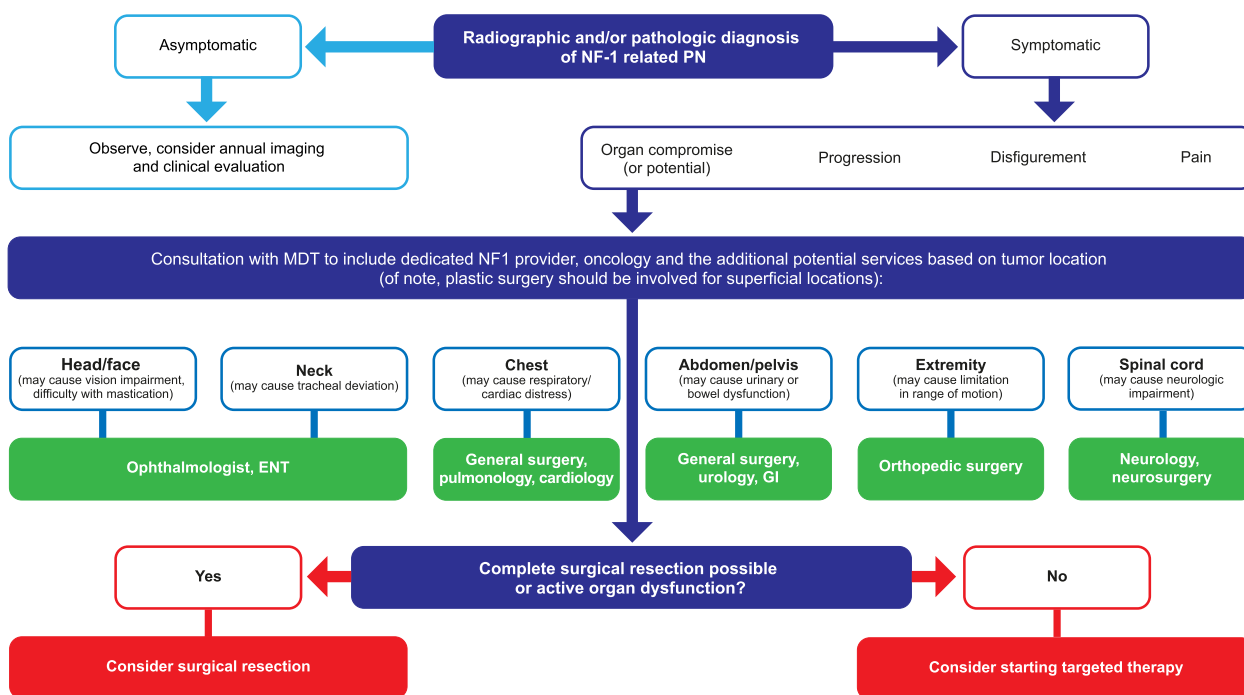 Asymptomatic
Radiographic and/or pathologic diagnosis
of NF-1 related PN
Symptomatic
Observe, consider annual imaging
and clinical evaluation
Organ compromise
(or potential)
Progression
Disfigurement
Pain
Consultation with MDT to include dedicated NF1 provider, oncology and the additional potential services based on tumor location
(of note, plastic surgery should be involved for superficial locations):
Head/face
(may cause vision impairment,
difficulty with mastication)
Neck
(may cause tracheal deviation)
Chest
(may cause respiratory/
cardiac distress)
Abdomen/pelvis
(may cause urinary or
bowel dysfunction)
Extremity
(may cause limitation
in range of motion)
Spinal cord
(may cause neurologic
impairment)
Ophthalmologist, ENT
General surgery,
pulmonology, cardiology
General surgery,
urology, GI
Orthopedic surgery
Neurology,
neurosurgery
Yes
Complete surgical resection possible
or active organ dysfunction?
No
Consider surgical resection
Consider starting targeted therapy